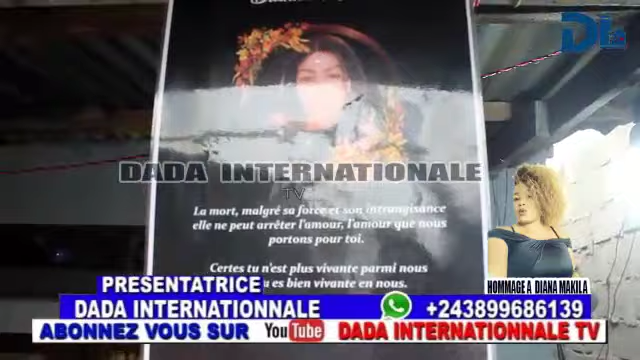 DL
DADA INTERNATIONALE
TV
La mort, malgré sa force et son intrangisance
elle ne peut arrêter l'amour, l'amour que nous
portons pour toi.
Certes tu n'est plus vivante parmi nous
es bien vivante en nous.
HOMMAGE A DIANA MAKILA
PRESENTATRICE
DADA INTERNATIONNALE
+243899686139
ABONNEZ VOUS SUR YouTube DADA INTERNATIONNALE TV